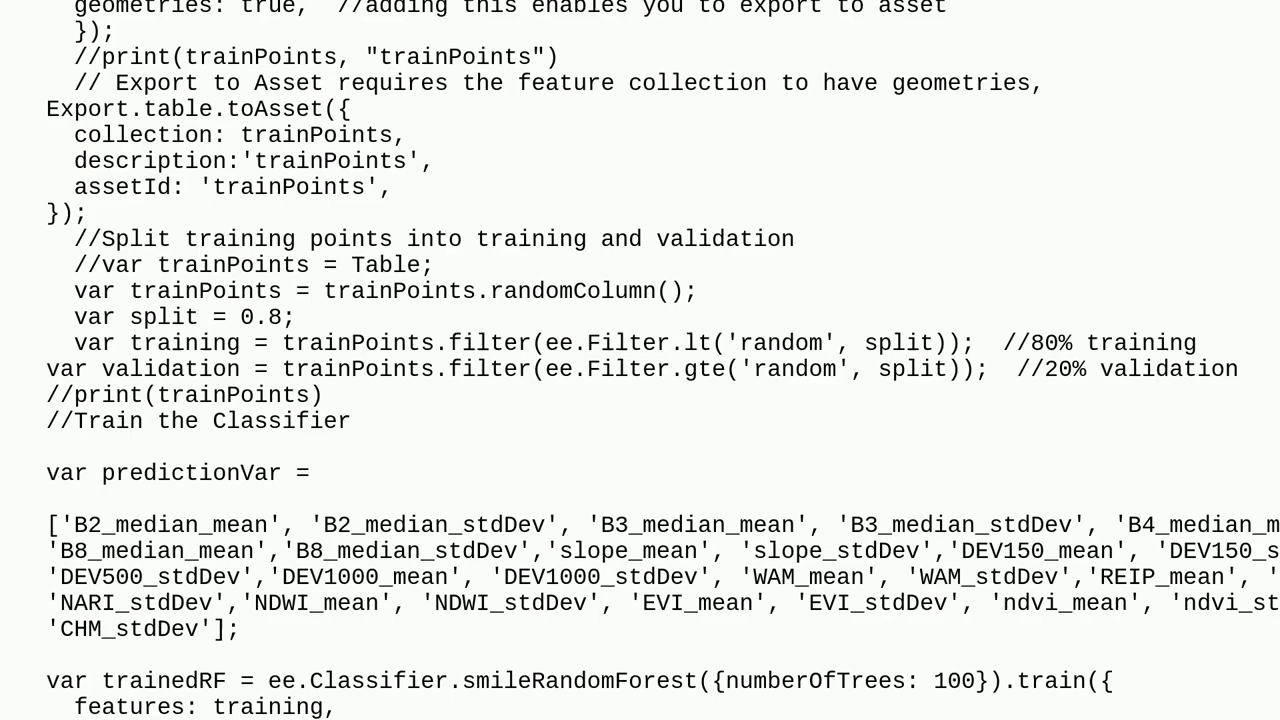 geometries: true,  //adding this enables you to export to asset
  });
  //print(trainPoints, "trainPoints")
  // Export to Asset requires the feature collection to have geometries,
Export.table.toAsset({
  collection: trainPoints,
  description:'trainPoints',
  assetId: 'trainPoints',
});
  //Split training points into training and validation
  //var trainPoints = Table;
  var trainPoints = trainPoints.randomColumn();
  var split = 0.8;
  var training = trainPoints.filter(ee.Filter.lt('random', split));  //80% training
var validation = trainPoints.filter(ee.Filter.gte('random', split));  //20% validation
//print(trainPoints)
//Train the Classifier
var predictionVar =
['B2_median_mean', 'B2_median_stdDev', 'B3_median_mean', 'B3_median_stdDev', 'B4_median_m
'B8_median_mean','B8_median_stdDev','slope_mean', 'slope_stdDev','DEV150_mean', 'DEV150_s
'DEV500_stdDev','DEV1000_mean', 'DEV1000_stdDev', 'WAM_mean', 'WAM_stdDev','REIP_mean', '
'NARI_stdDev','NDWI_mean', 'NDWI_stdDev', 'EVI_mean', 'EVI_stdDev', 'ndvi_mean', 'ndvi_st
'CHM_stdDev'];
var trainedRF = ee.Classifier.smileRandomForest({numberOfTrees: 100}).train({
  features: training,